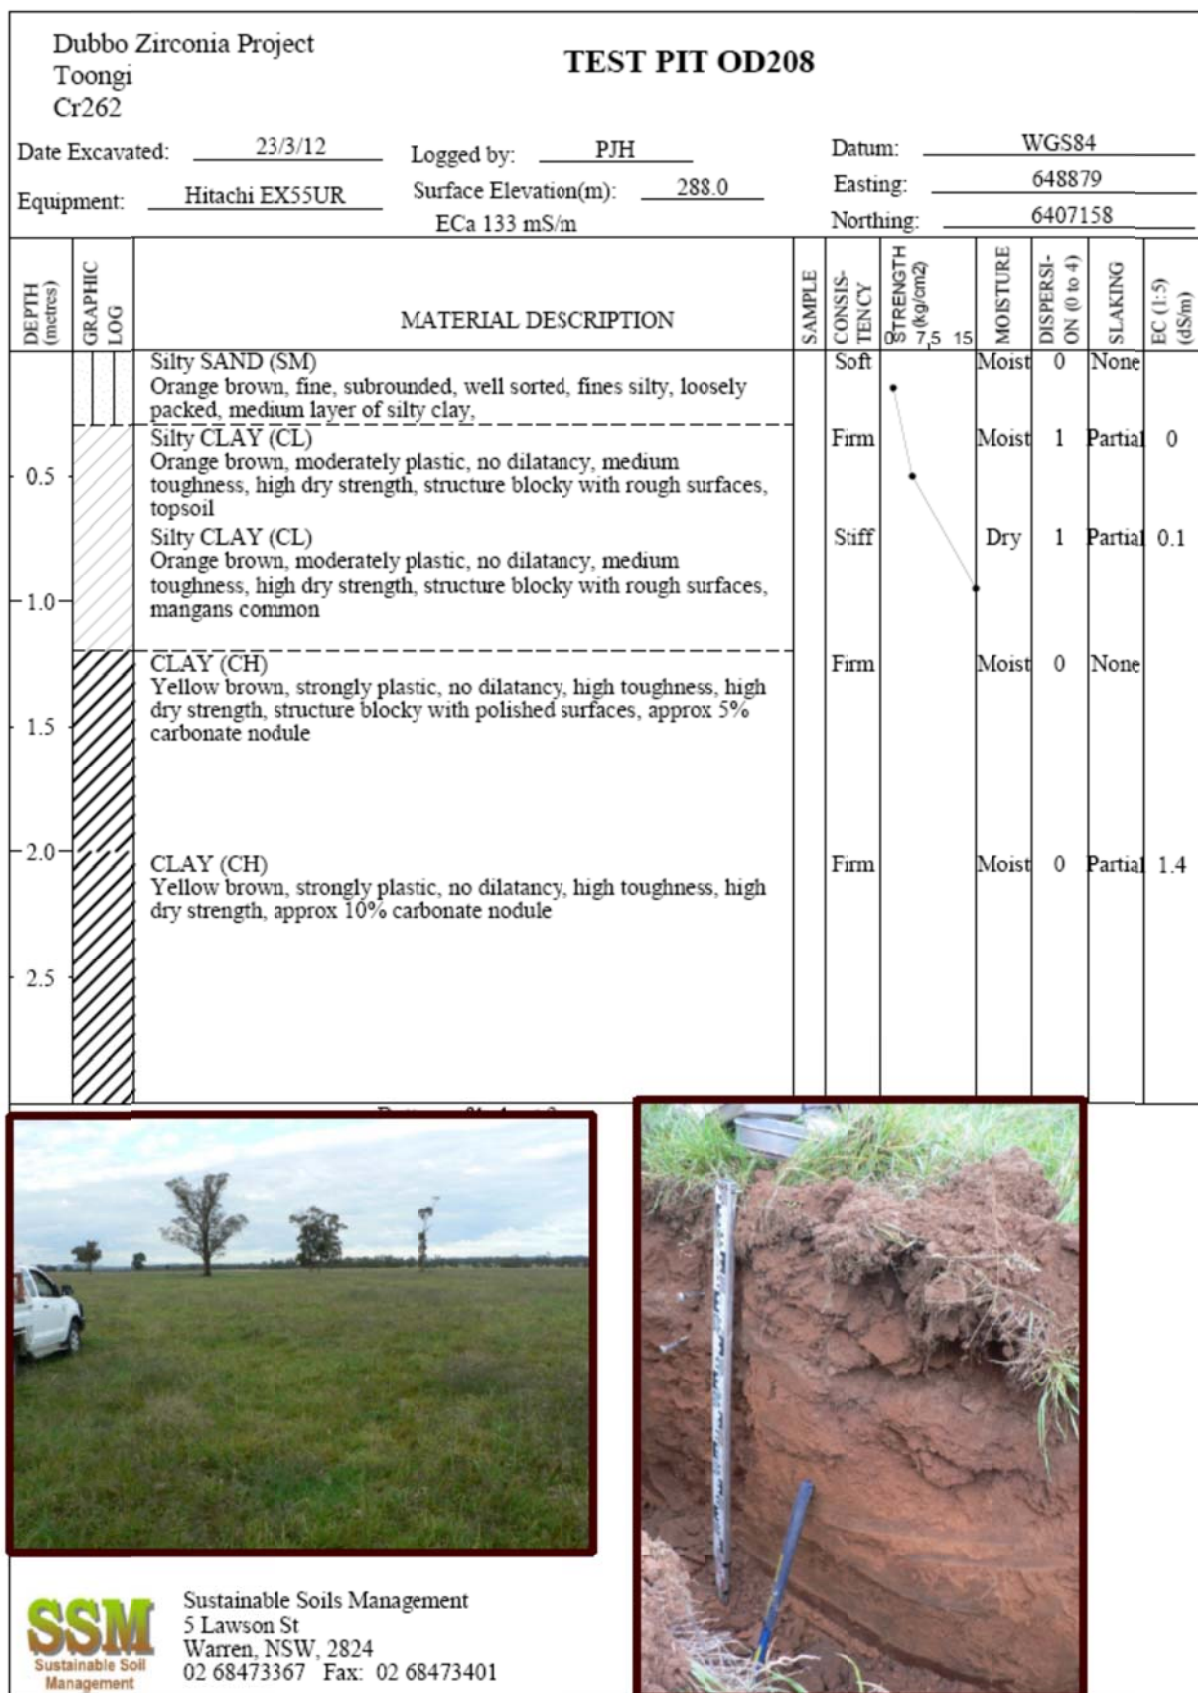 Dubbo Zirconia Project
Toongi
Cr262
TEST PIT OD208
Date Excavated: 23/3/12
Logged by: PJH
Datum: WGS84
Equipment: Hitachi EX55UR
Surface Elevation(m): 288.0
Easting: 648879
ECa 133 mS/m
Northing: 6407158
DEPTH (metres)
GRAPHIC LOG
MATERIAL DESCRIPTION
SAMPLE
CONSIS-TENCY
STRENGTH (kg/cm2)
0 7,5 15
MOISTURE
DISPERSI-ON (0 to 4)
SLAKING
EC (1:5) (dS/m)
Silty SAND (SM) Soft Moist 0 None
Orange brown, fine, subrounded, well sorted, fines silty, loosely
packed, medium layer of silty clay,
Silty CLAY (CL) Firm Moist 1 Partial 0
Orange brown, moderately plastic, no dilatancy, medium
0.5 toughness, high dry strength, structure blocky with rough surfaces,
topsoil
Silty CLAY (CL) Stiff Dry 1 Partial 0.1
Orange brown, moderately plastic, no dilatancy, medium
toughness, high dry strength, structure blocky with rough surfaces,
1.0 mangans common
CLAY (CH) Firm Moist 0 None
Yellow brown, strongly plastic, no dilatancy, high toughness, high
dry strength, structure blocky with polished surfaces, approx 5%
1.5 carbonate nodule
2.0
CLAY (CH) Firm Moist 0 Partial 1.4
Yellow brown, strongly plastic, no dilatancy, high toughness, high
dry strength, approx 10% carbonate nodule
2.5
SSM
Sustainable Soil
Management
Sustainable Soils Management
5 Lawson St
Warren, NSW, 2824
02 68473367 Fax: 02 68473401